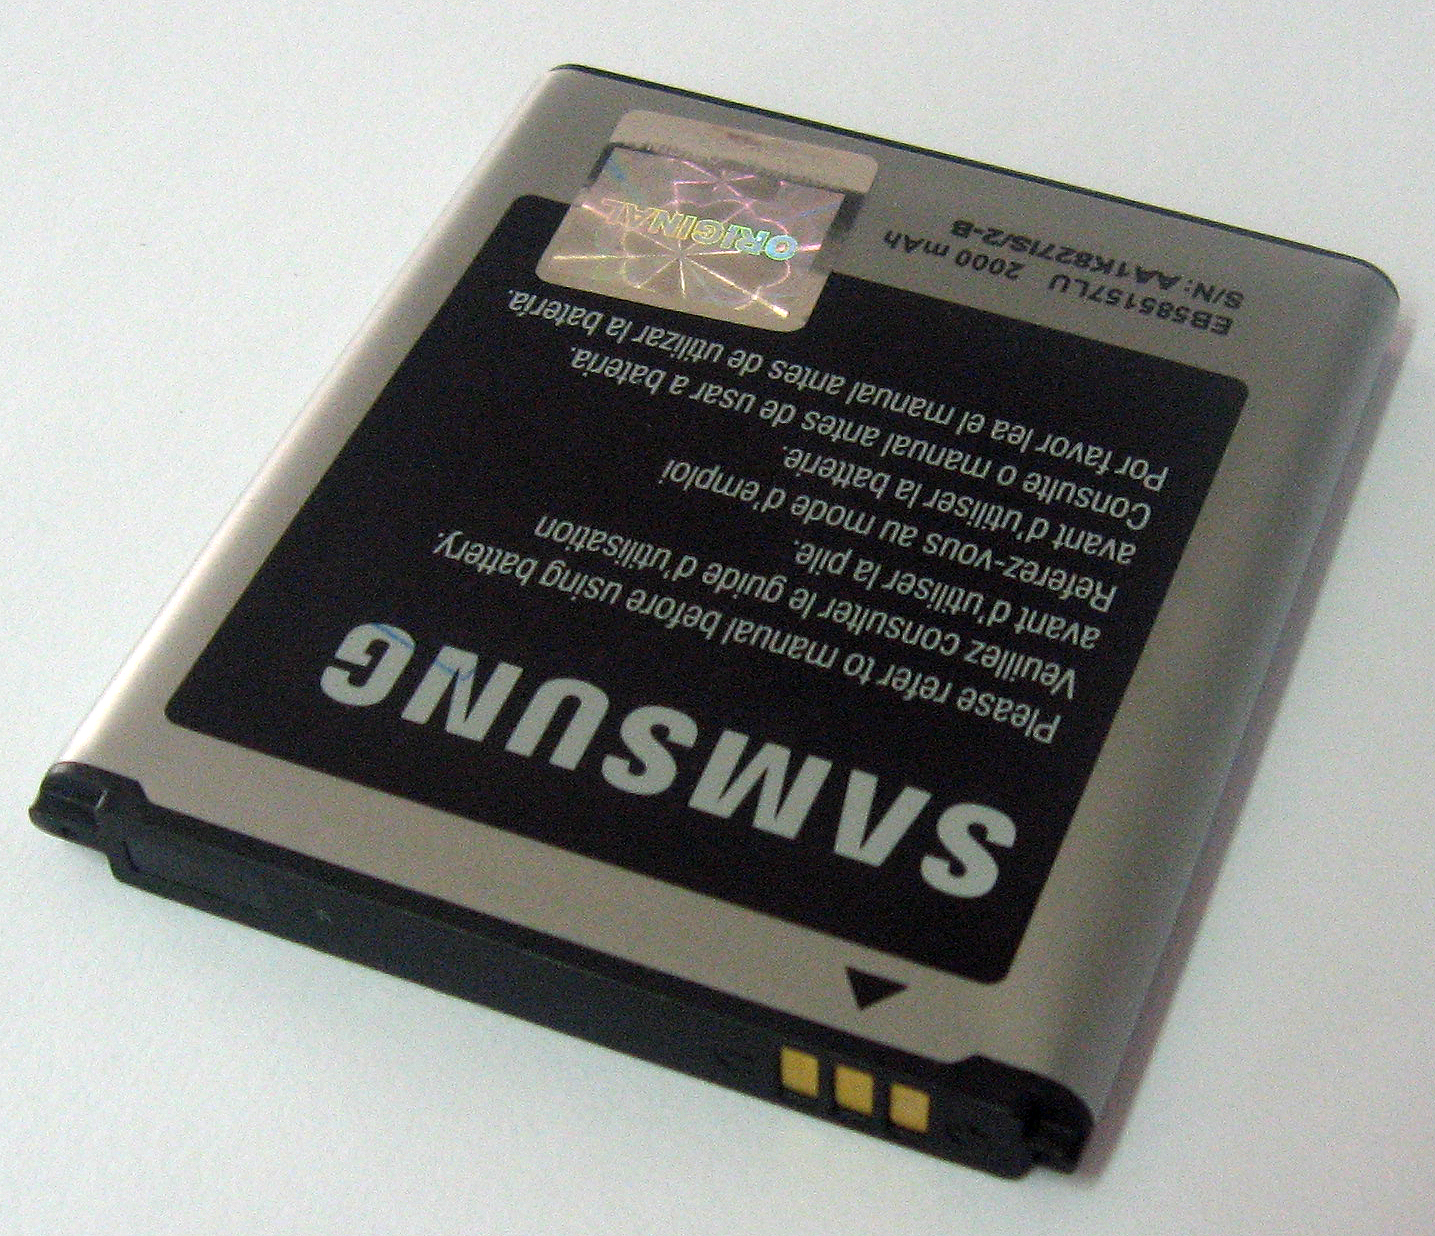 SAMSUNG
Please refer to manual before using battery.
Veuillez consulter le guide d'utilisation
avant d'utiliser la pile.
Référez-vous au mode d'emploi
avant d'utiliser la batterie.
Consulte o manual antes de usar a bateria.
Por favor lea el manual antes de utilizar la batería.
ORIGINAL
EB585157LU 2000 mAh
S/N: AA1K827IS/2-B